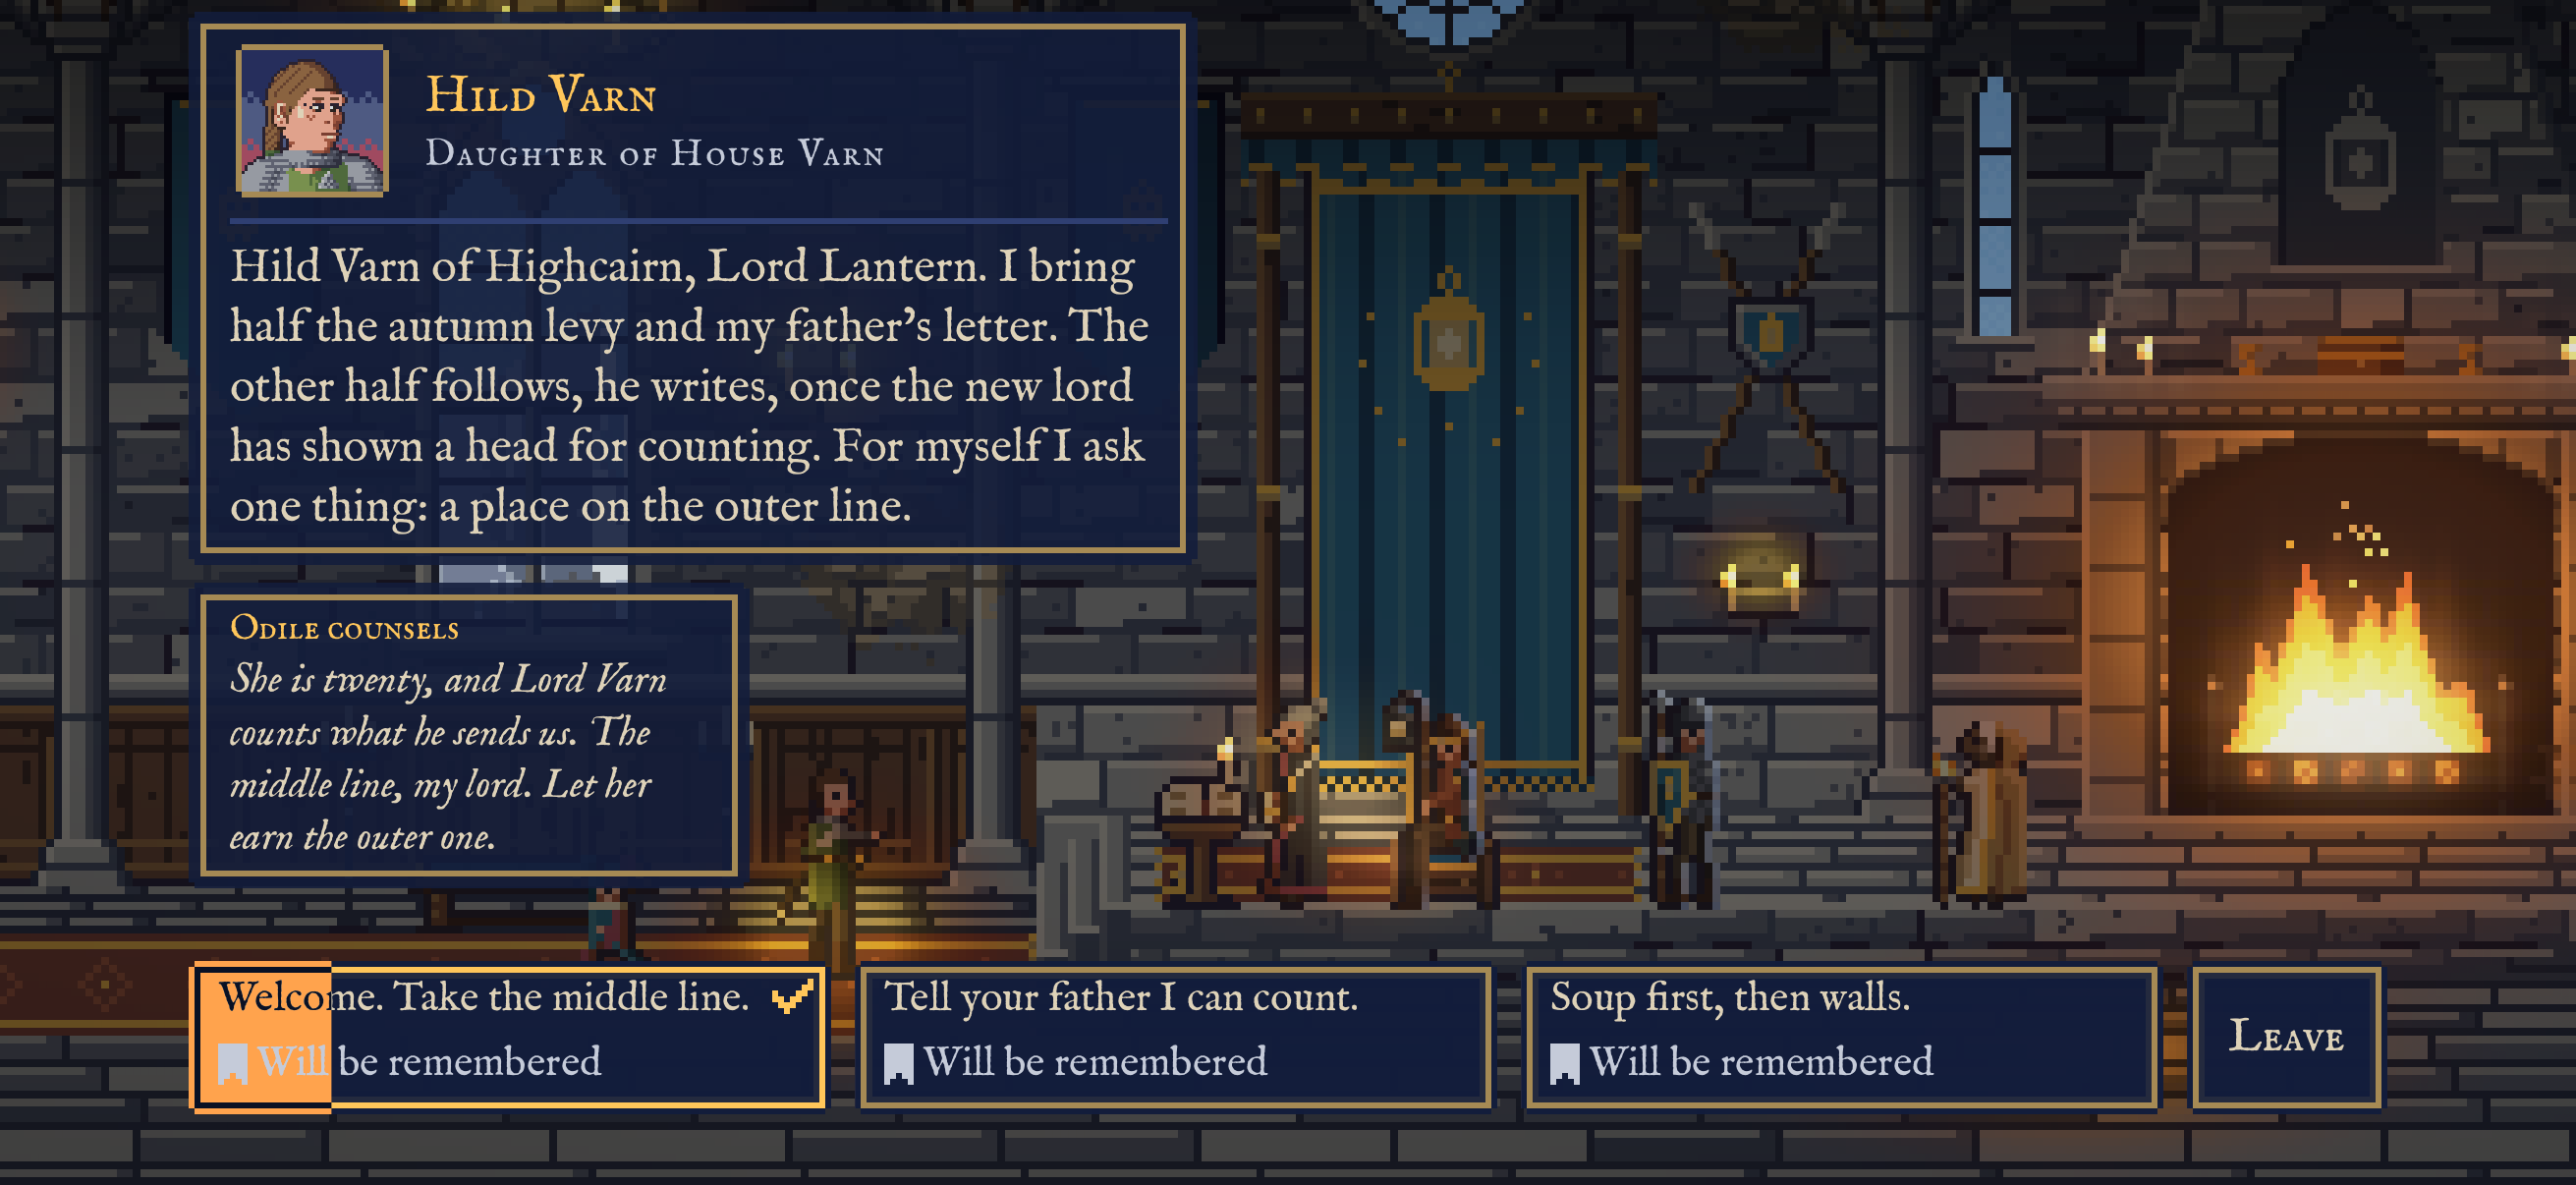 Hild Varn
Daughter of House Varn
Hild Varn of Highcairn, Lord Lantern. I bring
half the autumn levy and my father's letter. The
other half follows, he writes, once the new lord
has shown a head for counting. For myself I ask
one thing: a place on the outer line.
Odile counsels
She is twenty, and Lord Varn
counts what he sends us. The
middle line, my lord. Let her
earn the outer one.
Welcome. Take the middle line.
Will be remembered
Tell your father I can count.
Will be remembered
Soup first, then walls.
Will be remembered
Leave